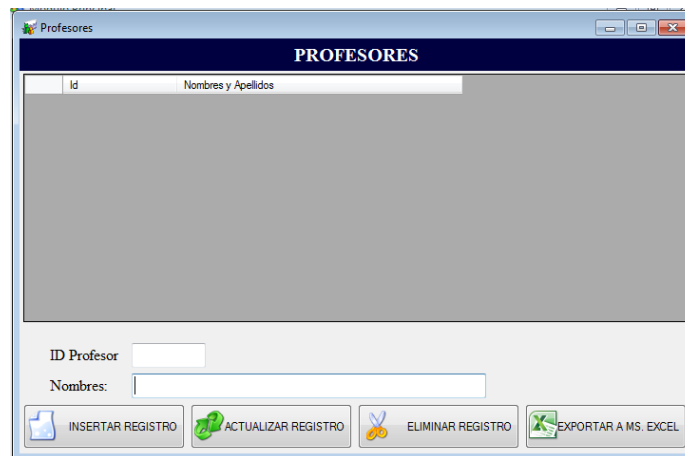 Profesores
PROFESORES
Id Nombres y Apellidos
ID Profesor
Nombres:
INSERTAR REGISTRO ACTUALIZAR REGISTRO ELIMINAR REGISTRO EXPORTAR A MS. EXCEL